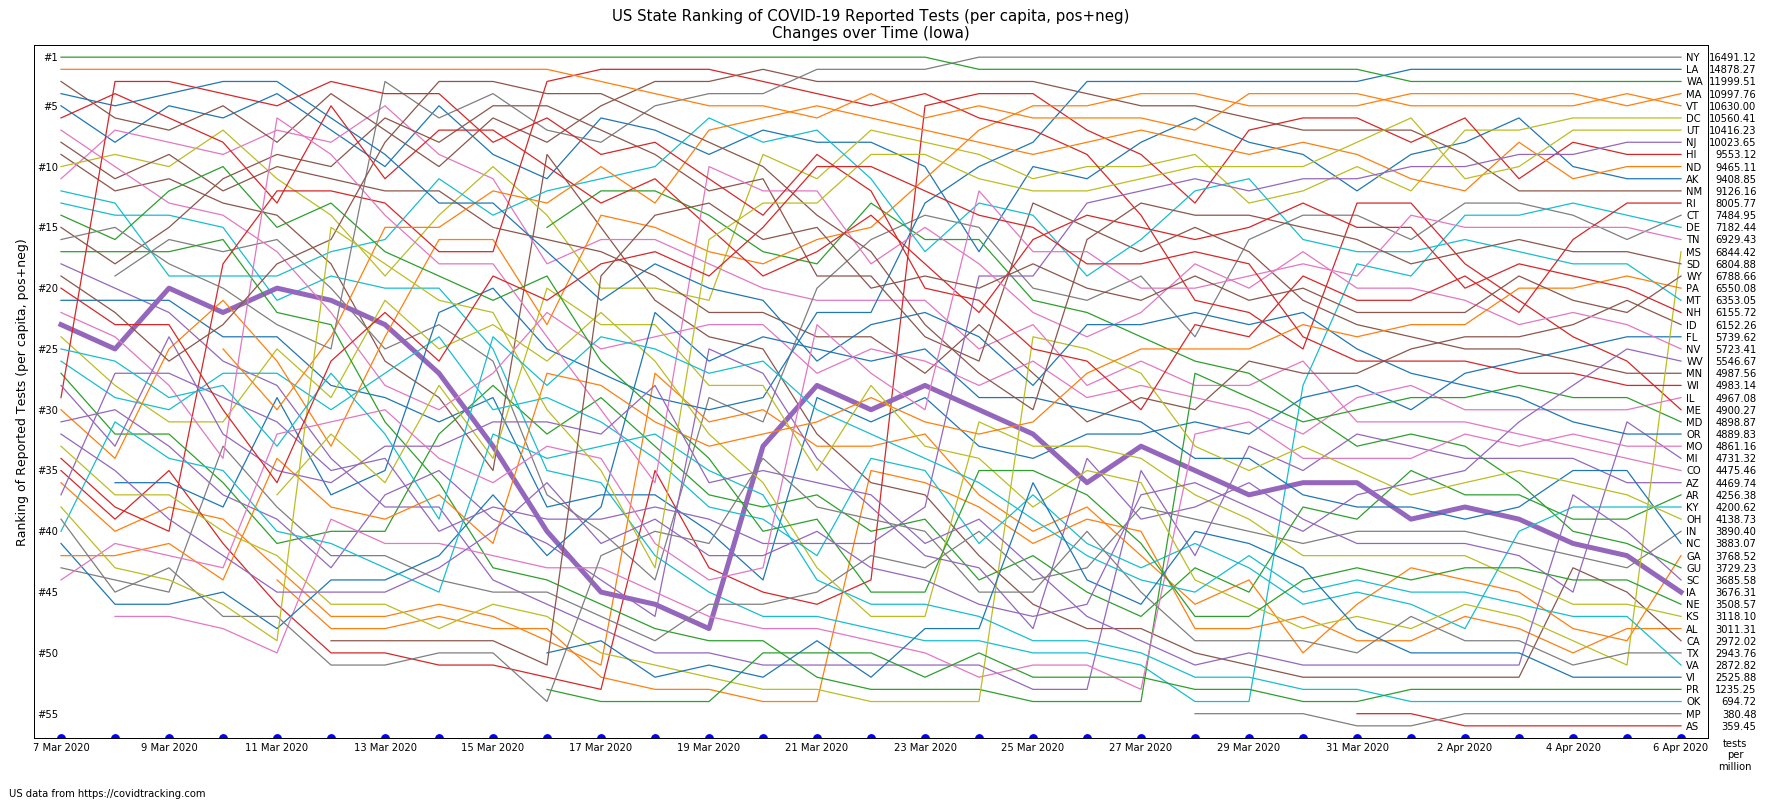 US State Ranking of COVID-19 Reported Tests (per capita, pos+neg)
Changes over Time (Iowa)
Ranking of Reported Tests (per capita, pos+neg)
#1
#5
#10
#15
#20
#25
#30
#35
#40
#45
#50
#55
NY 16491.12
LA 14878.27
WA 11999.51
MA 10997.76
VT 10630.00
DC 10560.41
UT 10416.23
NJ 10023.65
HI 9553.12
ND 9465.11
AK 9408.85
NM 9126.16
RI 8005.77
CT 7484.95
DE 7182.44
TN 6929.43
MS 6844.42
SD 6804.88
WY 6788.66
PA 6550.08
MT 6353.05
NH 6155.72
ID 6152.26
FL 5739.62
NV 5723.41
WV 5546.67
MN 4987.56
WI 4983.14
IL 4967.08
ME 4900.27
MD 4898.87
OR 4889.83
MO 4861.16
MI 4731.32
CO 4475.46
AZ 4469.74
AR 4256.38
KY 4200.62
OH 4138.73
IN 3890.40
NC 3883.07
GA 3768.52
GU 3729.23
SC 3685.58
IA 3676.31
NE 3508.57
KS 3118.10
AL 3011.31
CA 2972.02
TX 2943.76
VA 2872.82
VI 2525.88
PR 1235.25
OK 694.72
MP 380.48
AS 359.45
7 Mar 2020 9 Mar 2020 11 Mar 2020 13 Mar 2020 15 Mar 2020 17 Mar 2020 19 Mar 2020 21 Mar 2020 23 Mar 2020 25 Mar 2020 27 Mar 2020 29 Mar 2020 31 Mar 2020 2 Apr 2020 4 Apr 2020 6 Apr 2020
tests
per
million
US data from https://covidtracking.com